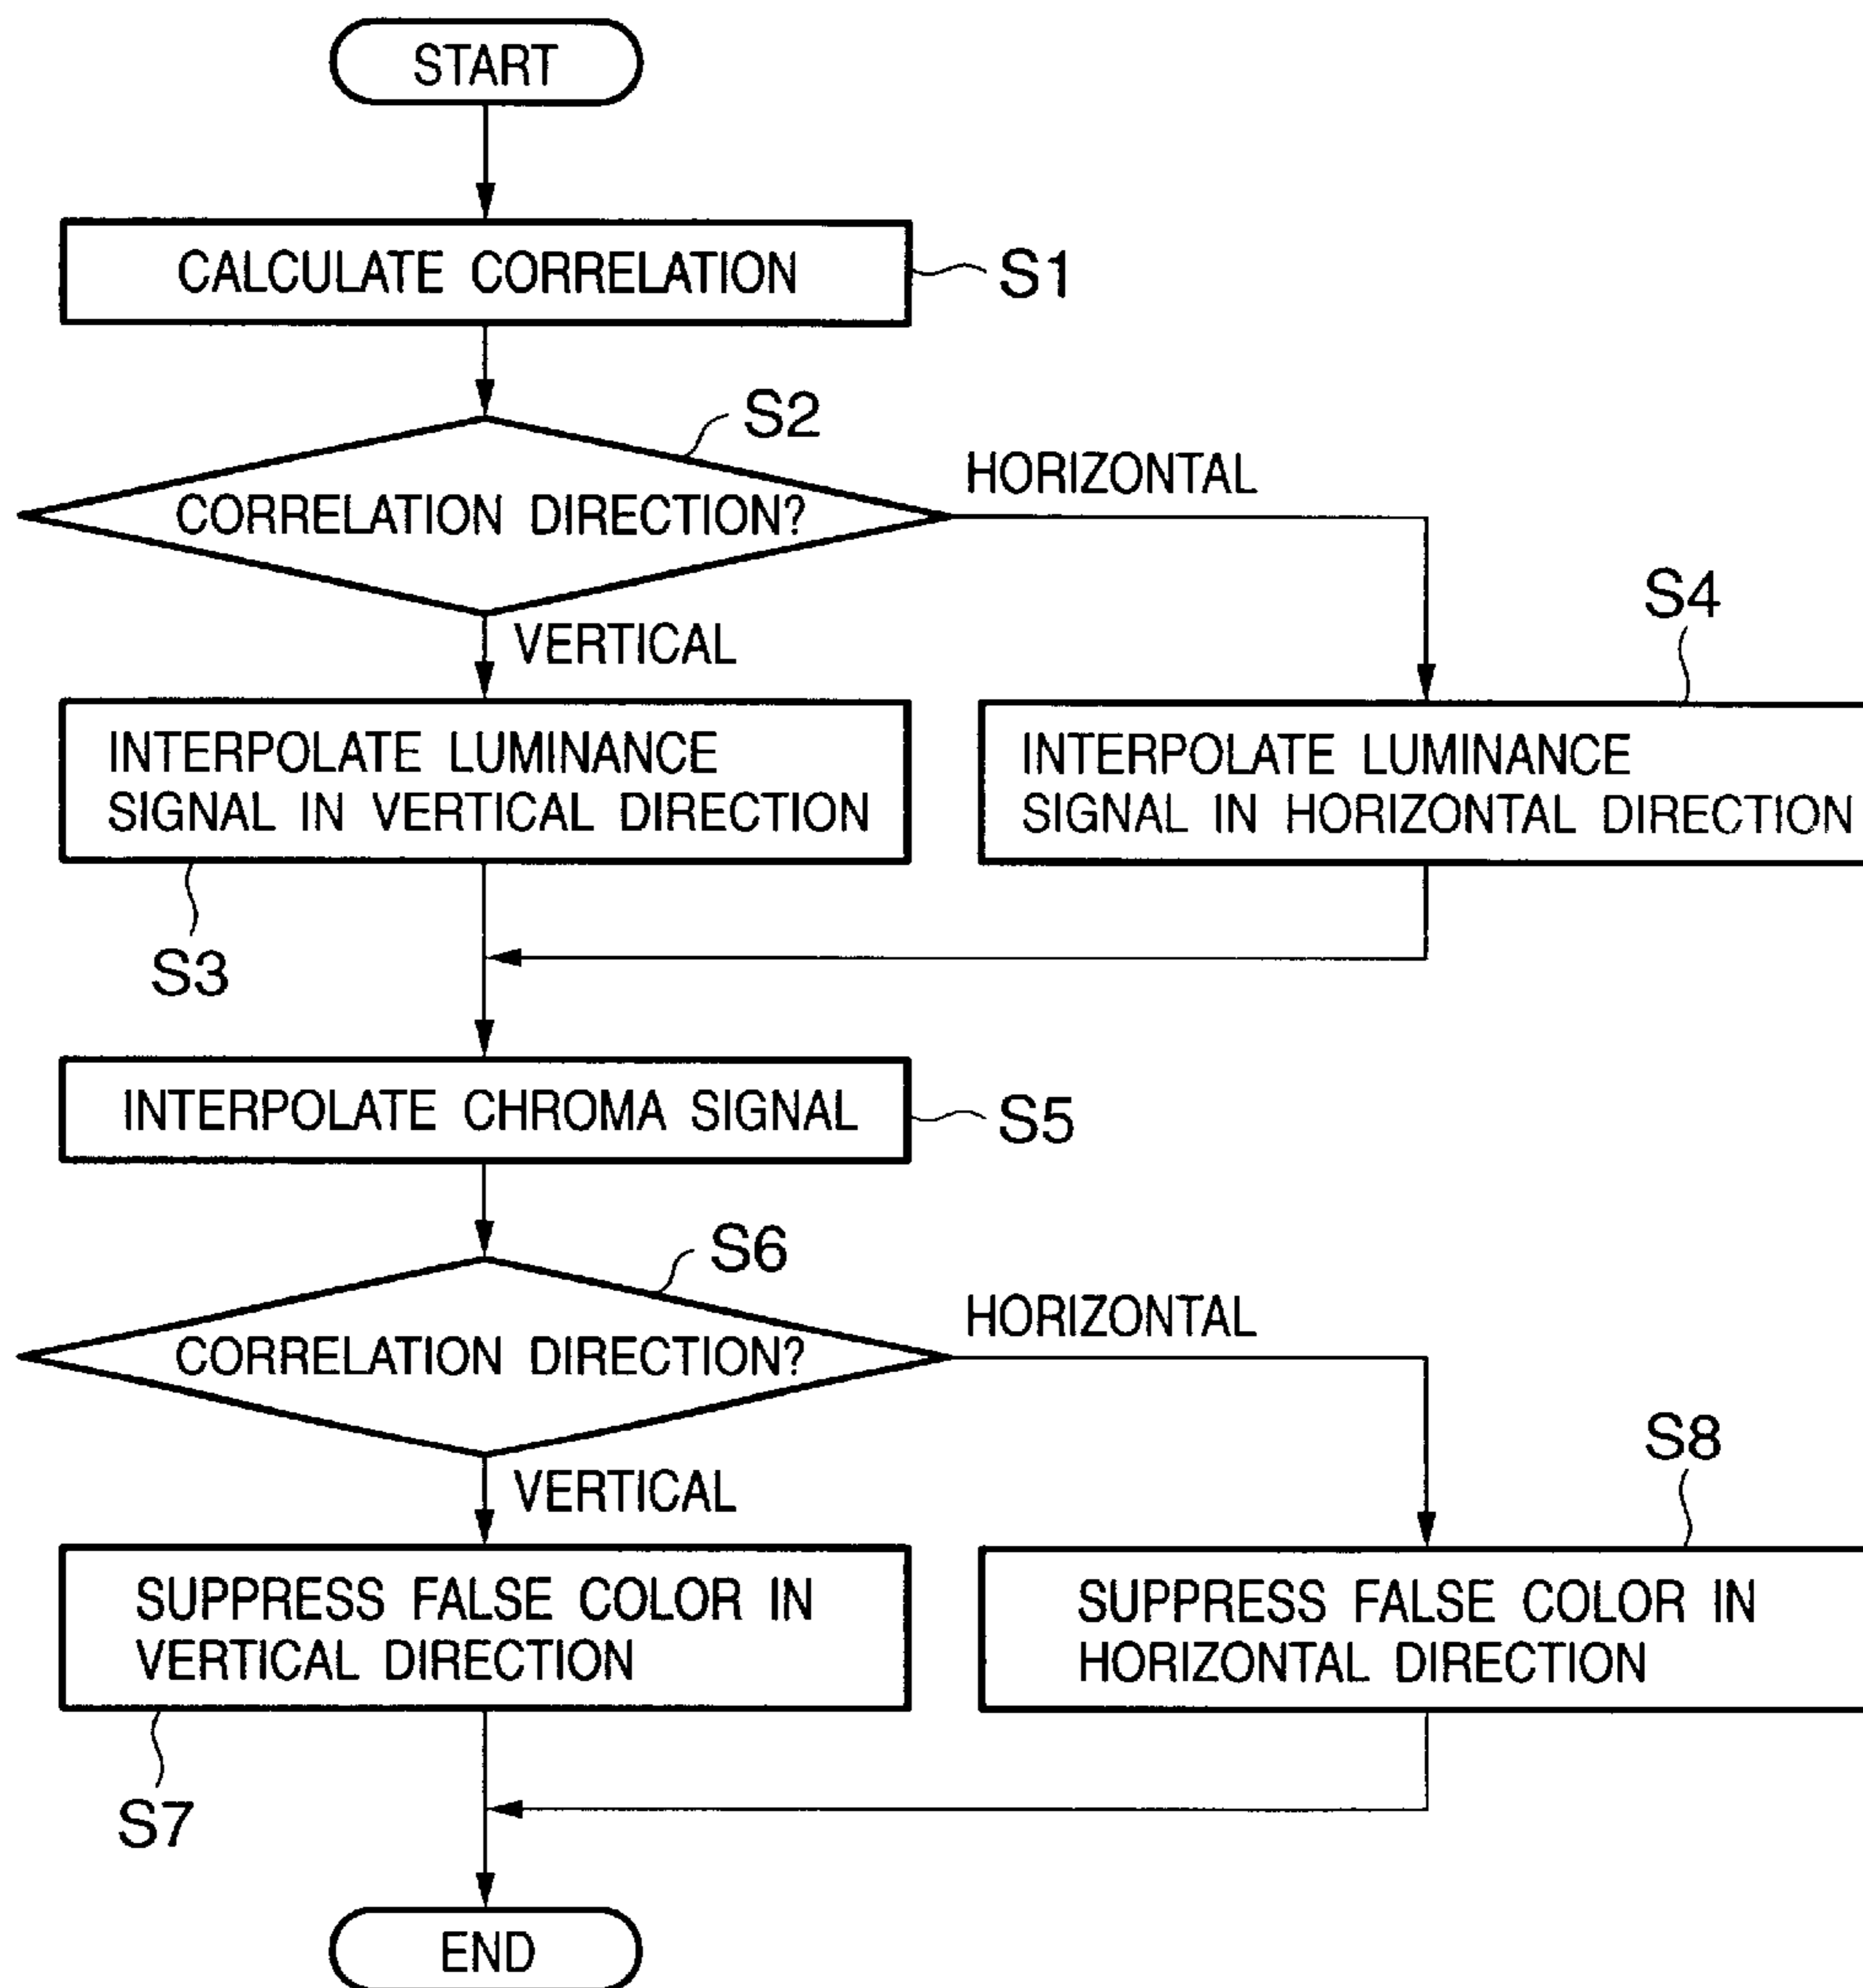 START
CALCULATE CORRELATION
S1
S2
CORRELATION DIRECTION?
HORIZONTAL
VERTICAL
S4
INTERPOLATE LUMINANCE
SIGNAL IN VERTICAL DIRECTION
INTERPOLATE LUMINANCE
SIGNAL IN HORIZONTAL DIRECTION
S3
INTERPOLATE CHROMA SIGNAL
S5
S6
CORRELATION DIRECTION?
HORIZONTAL
VERTICAL
S8
SUPPRESS FALSE COLOR IN
VERTICAL DIRECTION
SUPPRESS FALSE COLOR IN
HORIZONTAL DIRECTION
S7
END